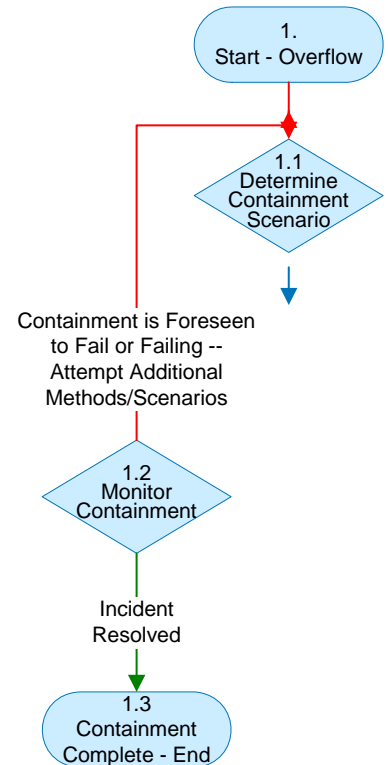 1.
Start - Overflow
1.1
Determine
Containment
Scenario
Containment is Foreseen
to Fail or Failing --
Attempt Additional
Methods/Scenarios
1.2
Monitor
Containment
Incident
Resolved
1.3
Containment
Complete - End